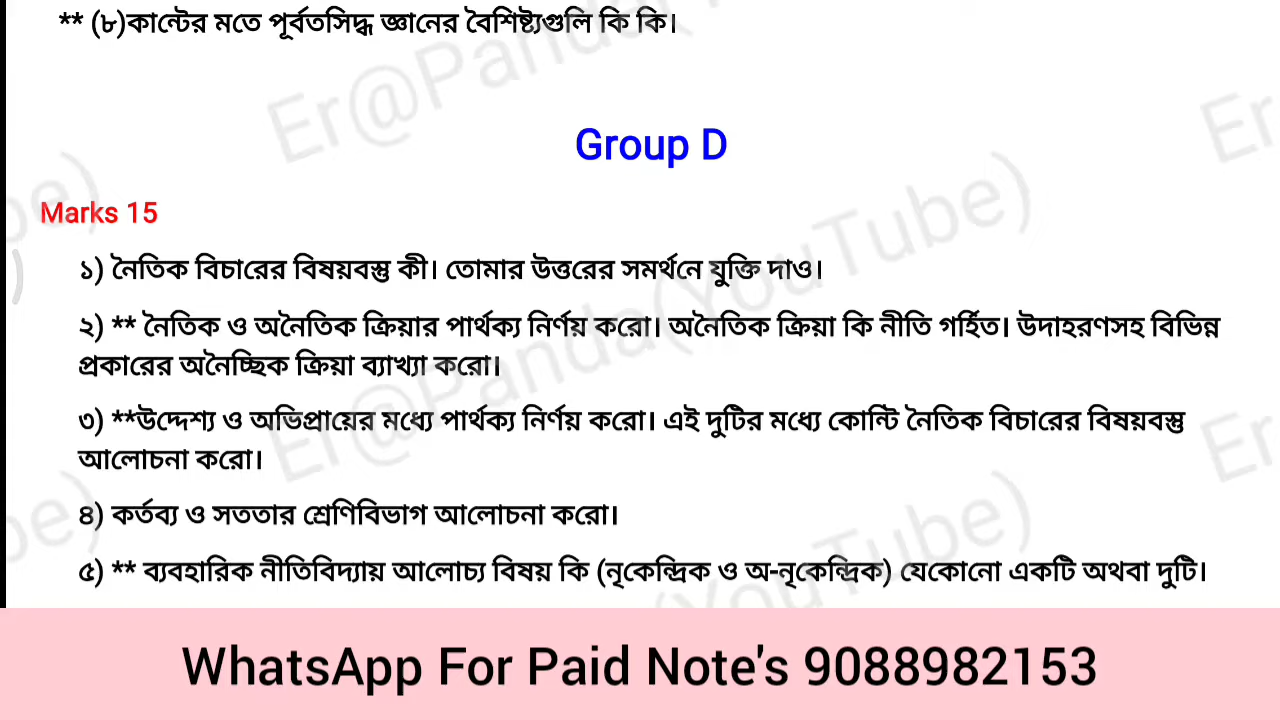 ** (৮)কান্টের মতে পূর্বতসিদ্ধ জ্ঞানের বৈশিষ্ট্যগুলি কি কি।
Er@Panda(YouTube)
Group D
Marks 15
১) নৈতিক বিচারের বিষয়বস্তু কী। তোমার উত্তরের সমর্থনে যুক্তি দাও।
২) ** নৈতিক ও অনৈতিক ক্রিয়ার পার্থক্য নির্ণয় করো। অনৈতিক ক্রিয়া কি নীতি গর্হিত। উদাহরণসহ বিভিন্ন
প্রকারের অনৈচ্ছিক ক্রিয়া ব্যাখ্যা করো।
৩) **উদ্দেশ্য ও অভিপ্রায়ের মধ্যে পার্থক্য নির্ণয় করো। এই দুটির মধ্যে কোন্টি নৈতিক বিচারের বিষয়বস্তু
আলোচনা করো।
৪) কর্তব্য ও সততার শ্রেণিবিভাগ আলোচনা করো।
৫) ** ব্যবহারিক নীতিবিদ্যায় আলোচ্য বিষয় কি (নৃকেন্দ্রিক ও অ-নৃকেন্দ্রিক) যেকোনো একটি অথবা দুটি।
WhatsApp For Paid Note's 9088982153